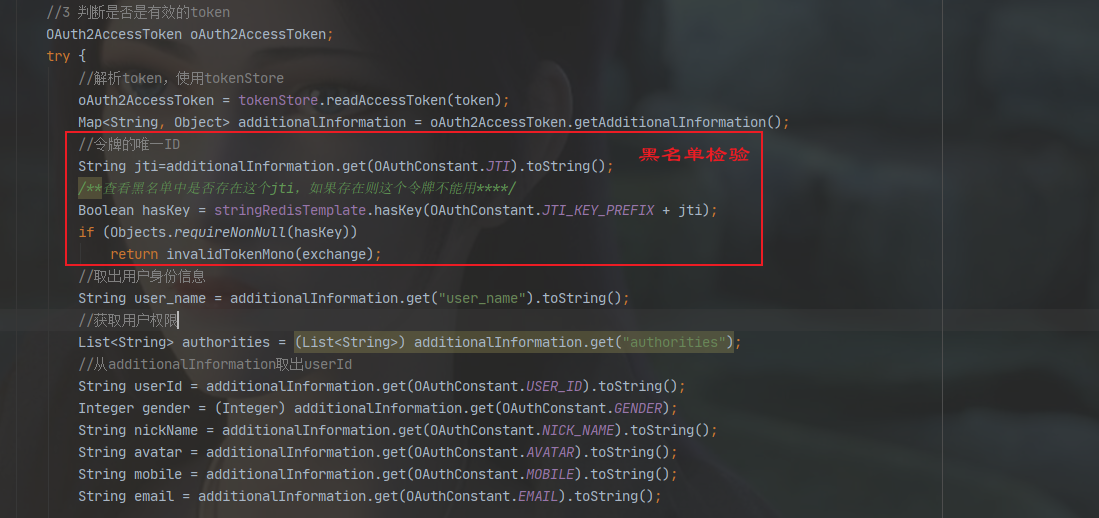 //3 判断是否是有效的token
OAuth2AccessToken oAuth2AccessToken;
try {
//解析token，使用tokenStore
oAuth2AccessToken = tokenStore.readAccessToken(token);
Map<String, Object> additionalInformation = oAuth2AccessToken.getAdditionalInformation();
//令牌的唯一ID
黑名单检验
String jti=additionalInformation.get(OAuthConstant.JTI).toString();
/**查看黑名单中是否存在这个jti，如果存在则这个令牌不能用****/
Boolean hasKey = stringRedisTemplate.hasKey(OAuthConstant.JTI_KEY_PREFIX + jti);
if (Objects.requireNonNull(hasKey))
return invalidTokenMono(exchange);
//取出用户身份信息
String user_name = additionalInformation.get("user_name").toString();
//获取用户权限
List<String> authorities = (List<String>) additionalInformation.get("authorities");
//从additionalInformation取出userId
String userId = additionalInformation.get(OAuthConstant.USER_ID).toString();
Integer gender = (Integer) additionalInformation.get(OAuthConstant.GENDER);
String nickName = additionalInformation.get(OAuthConstant.NICK_NAME).toString();
String avatar = additionalInformation.get(OAuthConstant.AVATAR).toString();
String mobile = additionalInformation.get(OAuthConstant.MOBILE).toString();
String email = additionalInformation.get(OAuthConstant.EMAIL).toString();